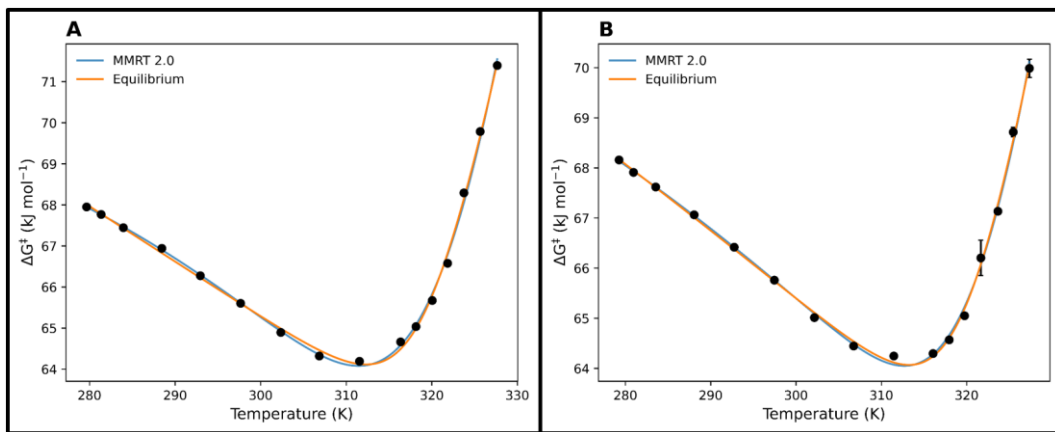 A
MMRT 2.0
Equilibrium
71
70
69
68
67
66
65
64
ΔG‡ (kJ mol⁻¹)
280 290 300 310 320 330
Temperature (K)
B
MMRT 2.0
Equilibrium
70
69
68
67
66
65
64
ΔG‡ (kJ mol⁻¹)
280 290 300 310 320
Temperature (K)